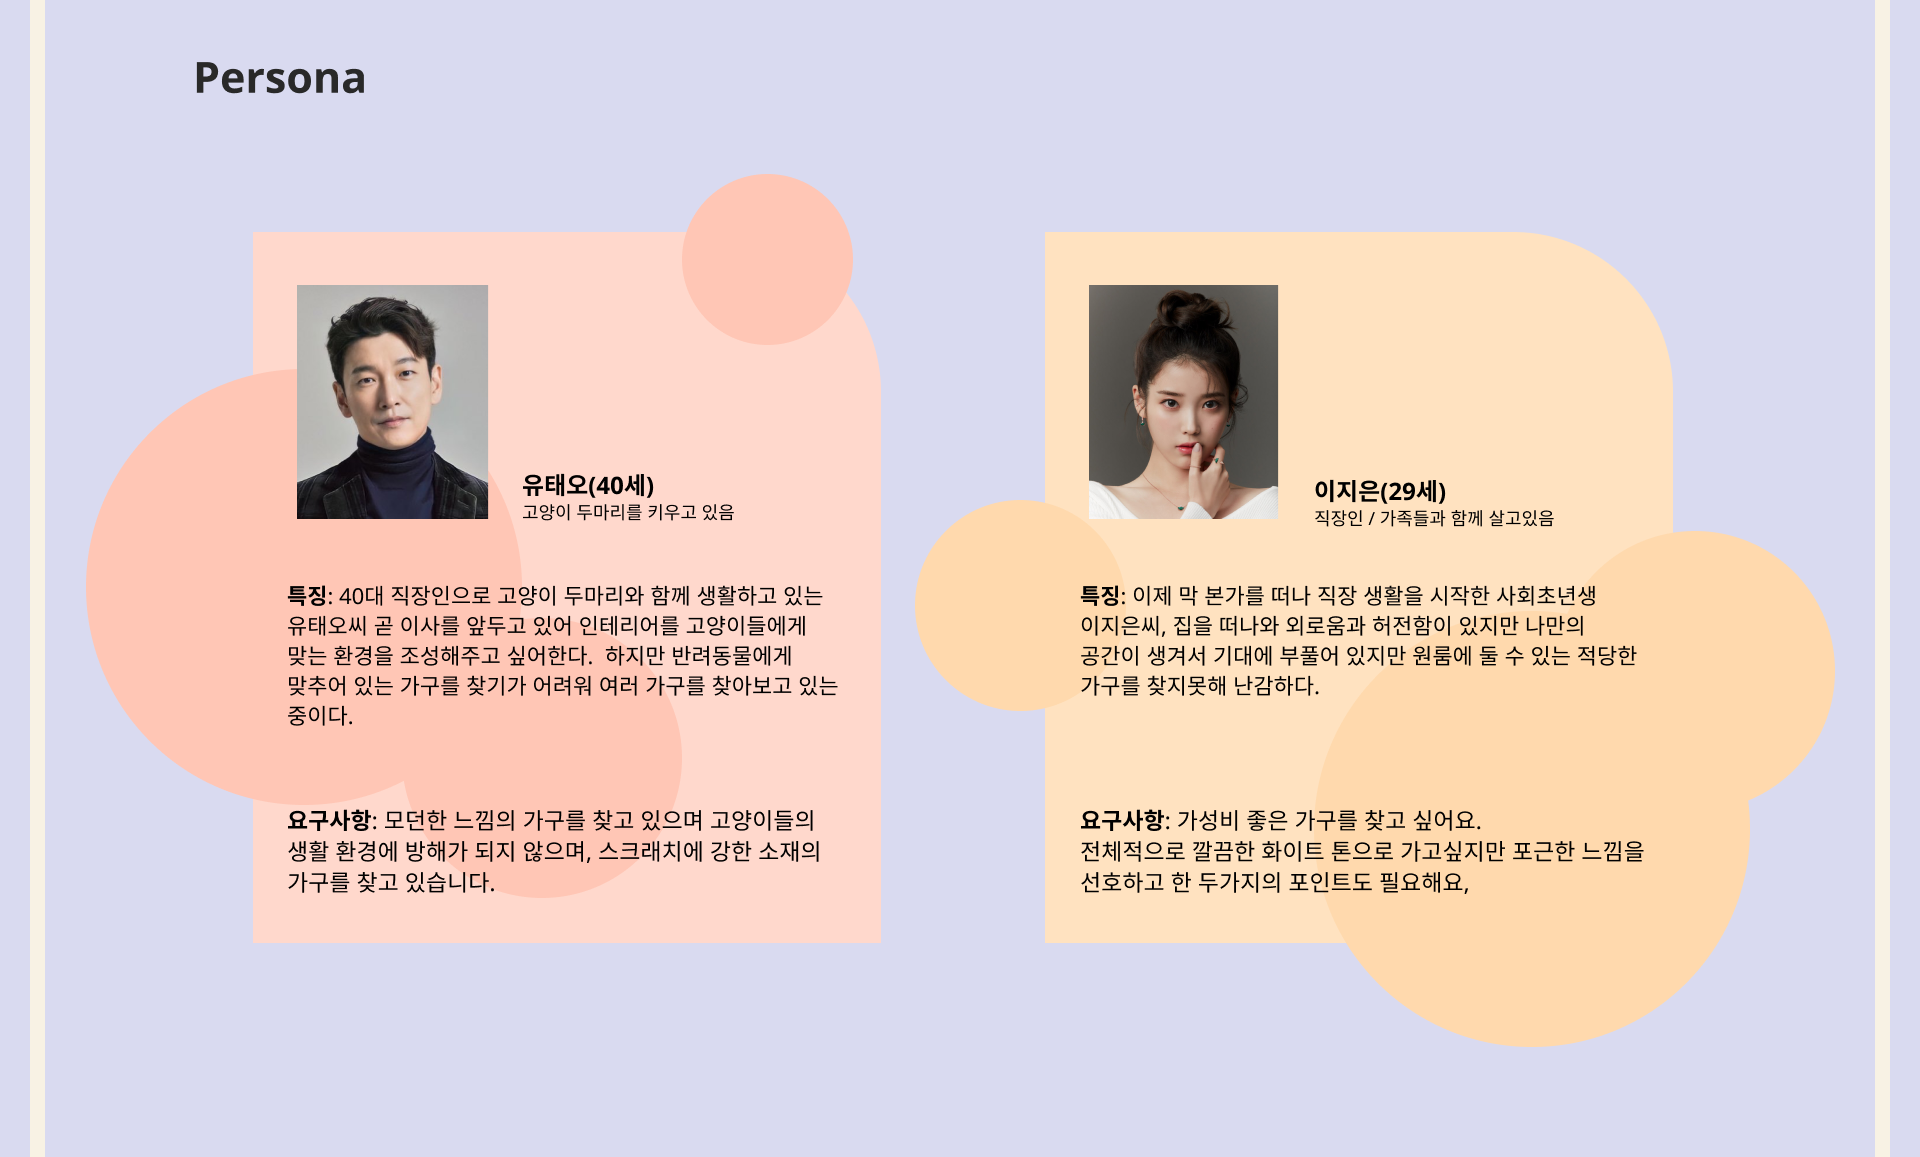 Persona
유태오(40세)
고양이 두마리를 키우고 있음
특징: 40대 직장인으로 고양이 두마리와 함께 생활하고 있는
유태오씨 곧 이사를 앞두고 있어 인테리어를 고양이들에게
맞는 환경을 조성해주고 싶어한다.  하지만 반려동물에게
맞추어 있는 가구를 찾기가 어려워 여러 가구를 찾아보고 있는
중이다.
요구사항: 모던한 느낌의 가구를 찾고 있으며 고양이들의
생활 환경에 방해가 되지 않으며, 스크래치에 강한 소재의
가구를 찾고 있습니다.
이지은(29세)
직장인 / 가족들과 함께 살고있음
특징: 이제 막 본가를 떠나 직장 생활을 시작한 사회초년생
이지은씨, 집을 떠나와 외로움과 허전함이 있지만 나만의
공간이 생겨서 기대에 부풀어 있지만 원룸에 둘 수 있는 적당한
가구를 찾지못해 난감하다.
요구사항: 가성비 좋은 가구를 찾고 싶어요.
전체적으로 깔끔한 화이트 톤으로 가고싶지만 포근한 느낌을
선호하고 한 두가지의 포인트도 필요해요,